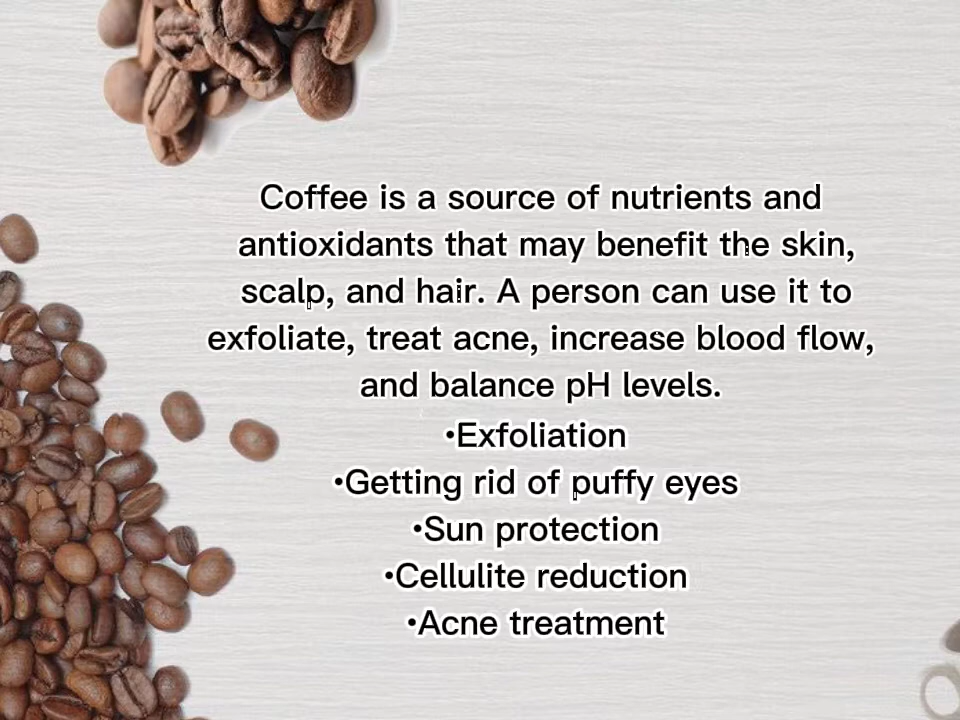 Coffee is a source of nutrients and
antioxidants that may benefit the skin,
scalp, and hair. A person can use it to
exfoliate, treat acne, increase blood flow,
and balance pH levels.
•Exfoliation
•Getting rid of puffy eyes
•Sun protection
•Cellulite reduction
•Acne treatment